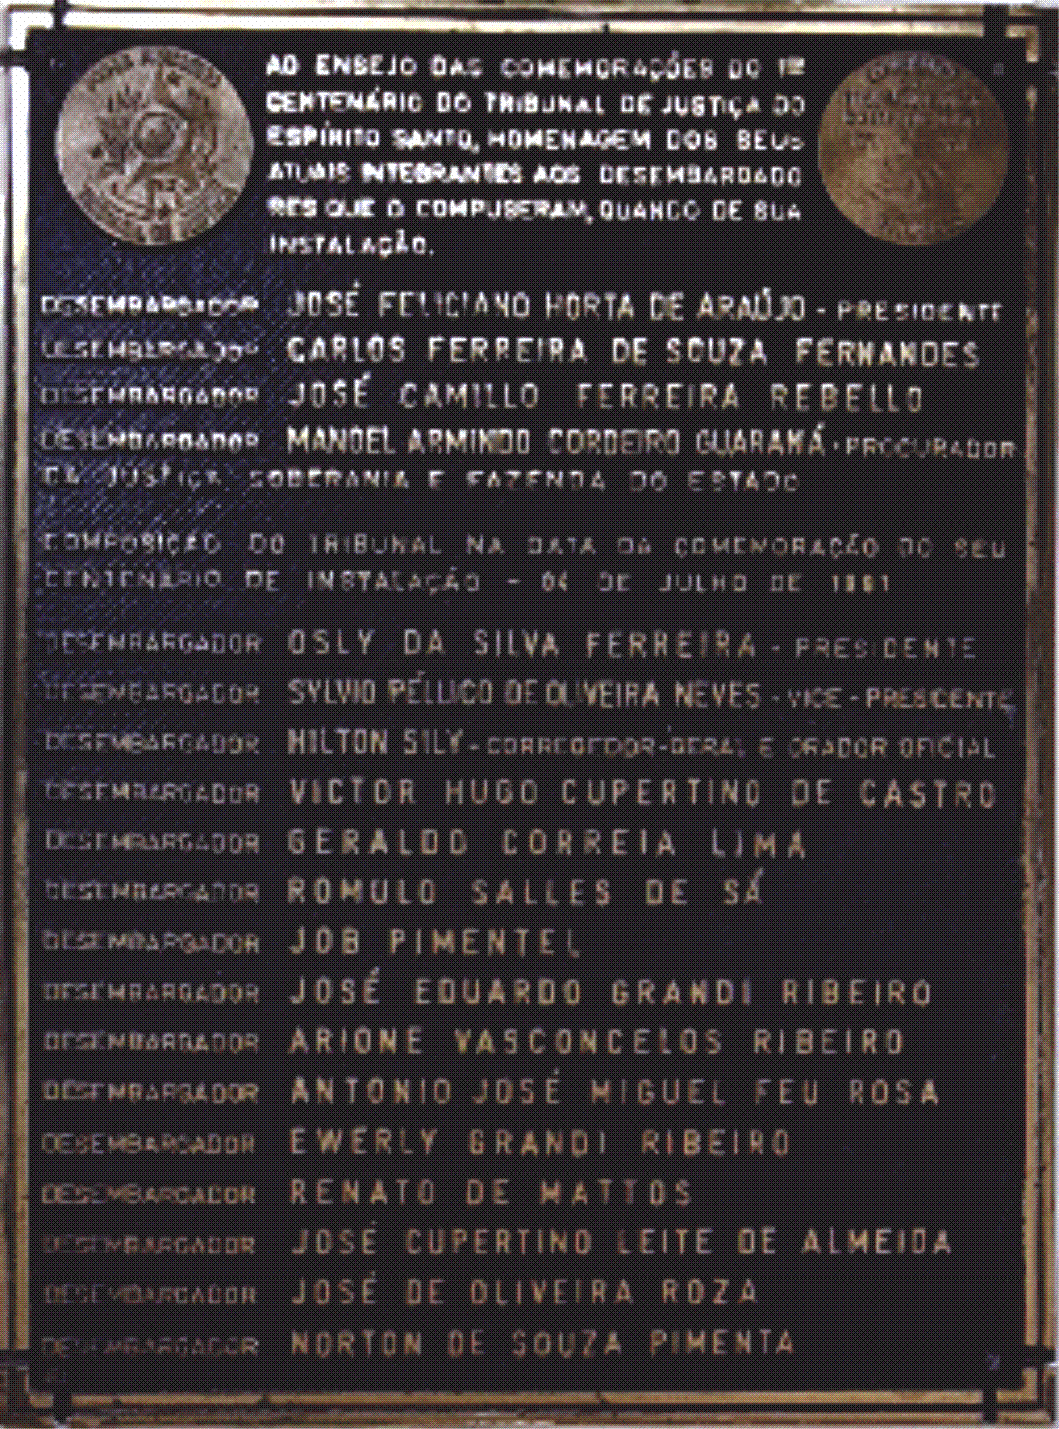 AO ENSEJO DAS COMEMORAÇÕES DO 1º
CENTENÁRIO DO TRIBUNAL DE JUSTIÇA DO
ESPÍRITO SANTO, HOMENAGEM DOS SEUS
ATUAIS INTEGRANTES AOS DESEMBARGADO
RES QUE O COMPUSERAM, QUANDO DE SUA
INSTALAÇÃO.
DESEMBARGADOR JOSÉ FELICIANO HORTA DE ARAÚJO - PRESIDENTE
DESEMBARGADOR CARLOS FERREIRA DE SOUZA FERNANDES
DESEMBARGADOR JOSÉ CAMILLO FERREIRA REBELLO
DESEMBARGADOR MANOEL ARMINDO CORDEIRO GUARANÁ - PROCURADOR
DA JUSTIÇA, SOBERANIA E FAZENDA DO ESTADO
COMPOSIÇÃO DO TRIBUNAL NA DATA DA COMEMORAÇÃO DO SEU
CENTENÁRIO DE INSTALAÇÃO - 04 DE JULHO DE 1991
DESEMBARGADOR OSLY DA SILVA FERREIRA - PRESIDENTE
DESEMBARGADOR SYLVIO PÉLLICO DE OLIVEIRA NEVES - VICE - PRESIDENTE
DESEMBARGADOR HILTON SILY - CORREGEDOR-GERAL E ORADOR OFICIAL
DESEMBARGADOR VICTOR HUGO CUPERTINO DE CASTRO
DESEMBARGADOR GERALDO CORREIA LIMA
DESEMBARGADOR ROMULO SALLES DE SÁ
DESEMBARGADOR JOB PIMENTEL
DESEMBARGADOR JOSÉ EDUARDO GRANDI RIBEIRO
DESEMBARGADOR ARIONE VASCONCELOS RIBEIRO
DESEMBARGADOR ANTONIO JOSÉ MIGUEL FEU ROSA
DESEMBARGADOR EWERLY GRANDI RIBEIRO
DESEMBARGADOR RENATO DE MATTOS
DESEMBARGADOR JOSÉ CUPERTINO LEITE DE ALMEIDA
DESEMBARGADOR JOSÉ DE OLIVEIRA ROZA
DESEMBARGADOR NORTON DE SOUZA PIMENTA